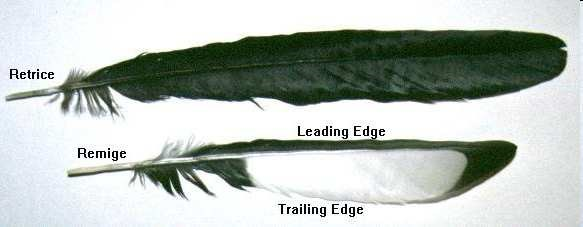 Retrice
Leading Edge
Remige
Trailing Edge